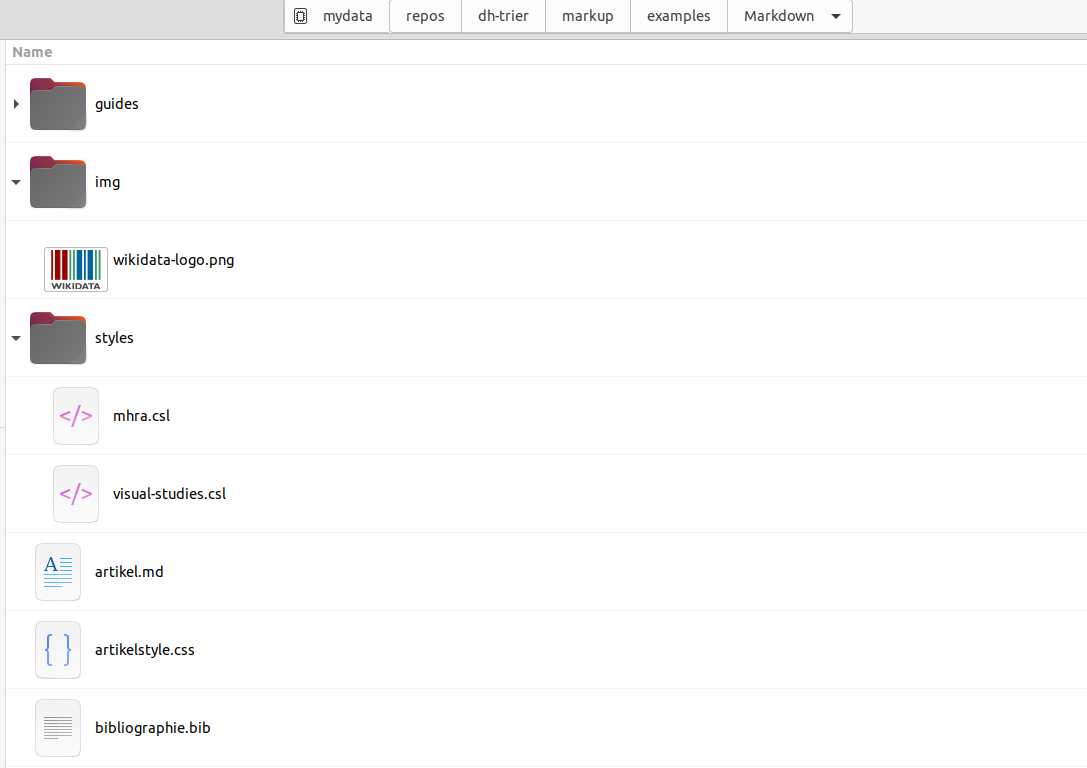 mydata repos dh-trier markup examples Markdown
Name
guides
img
wikidata-logo.png
WIKIDATA
styles
</> mhra.csl
</> visual-studies.csl
A artikel.md
{ } artikelstyle.css
bibliographie.bib